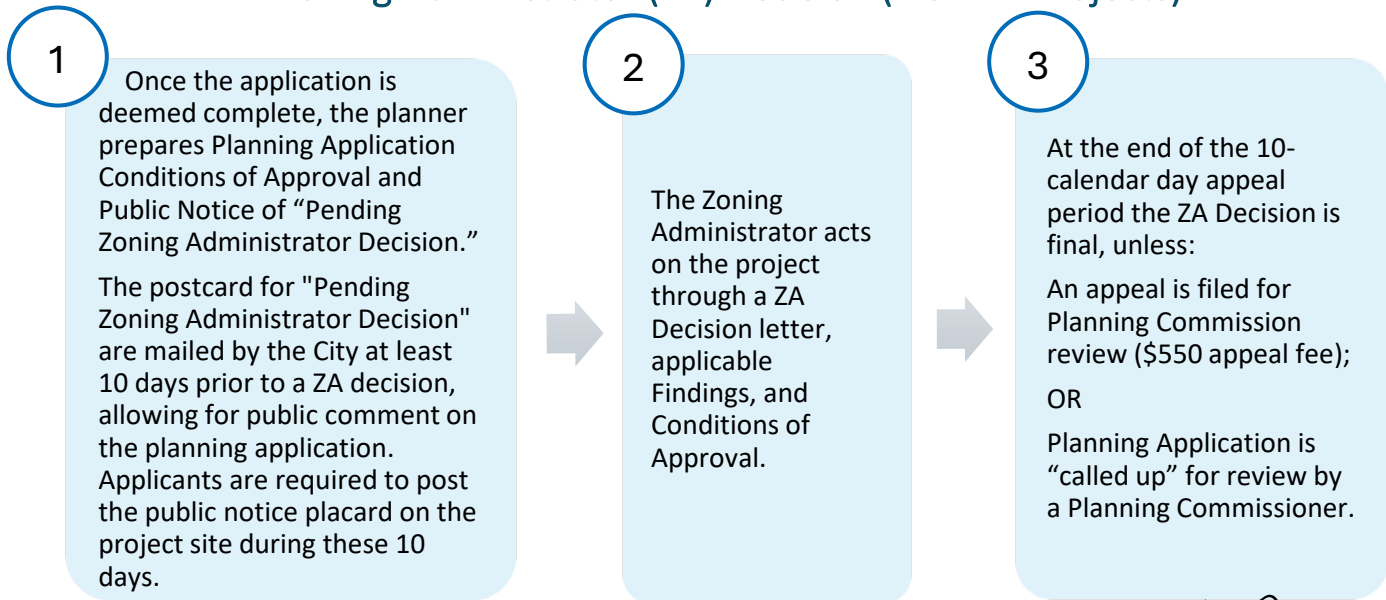 1
Once the application is
deemed complete, the planner
prepares Planning Application
Conditions of Approval and
Public Notice of “Pending
Zoning Administrator Decision.”
The postcard for "Pending
Zoning Administrator Decision"
are mailed by the City at least
10 days prior to a ZA decision,
allowing for public comment on
the planning application.
Applicants are required to post
the public notice placard on the
project site during these 10
days.
2
The Zoning
Administrator acts
on the project
through a ZA
Decision letter,
applicable
Findings, and
Conditions of
Approval.
3
At the end of the 10-
calendar day appeal
period the ZA Decision is
final, unless:
An appeal is filed for
Planning Commission
review ($550 appeal fee);
OR
Planning Application is
“called up” for review by
a Planning Commissioner.